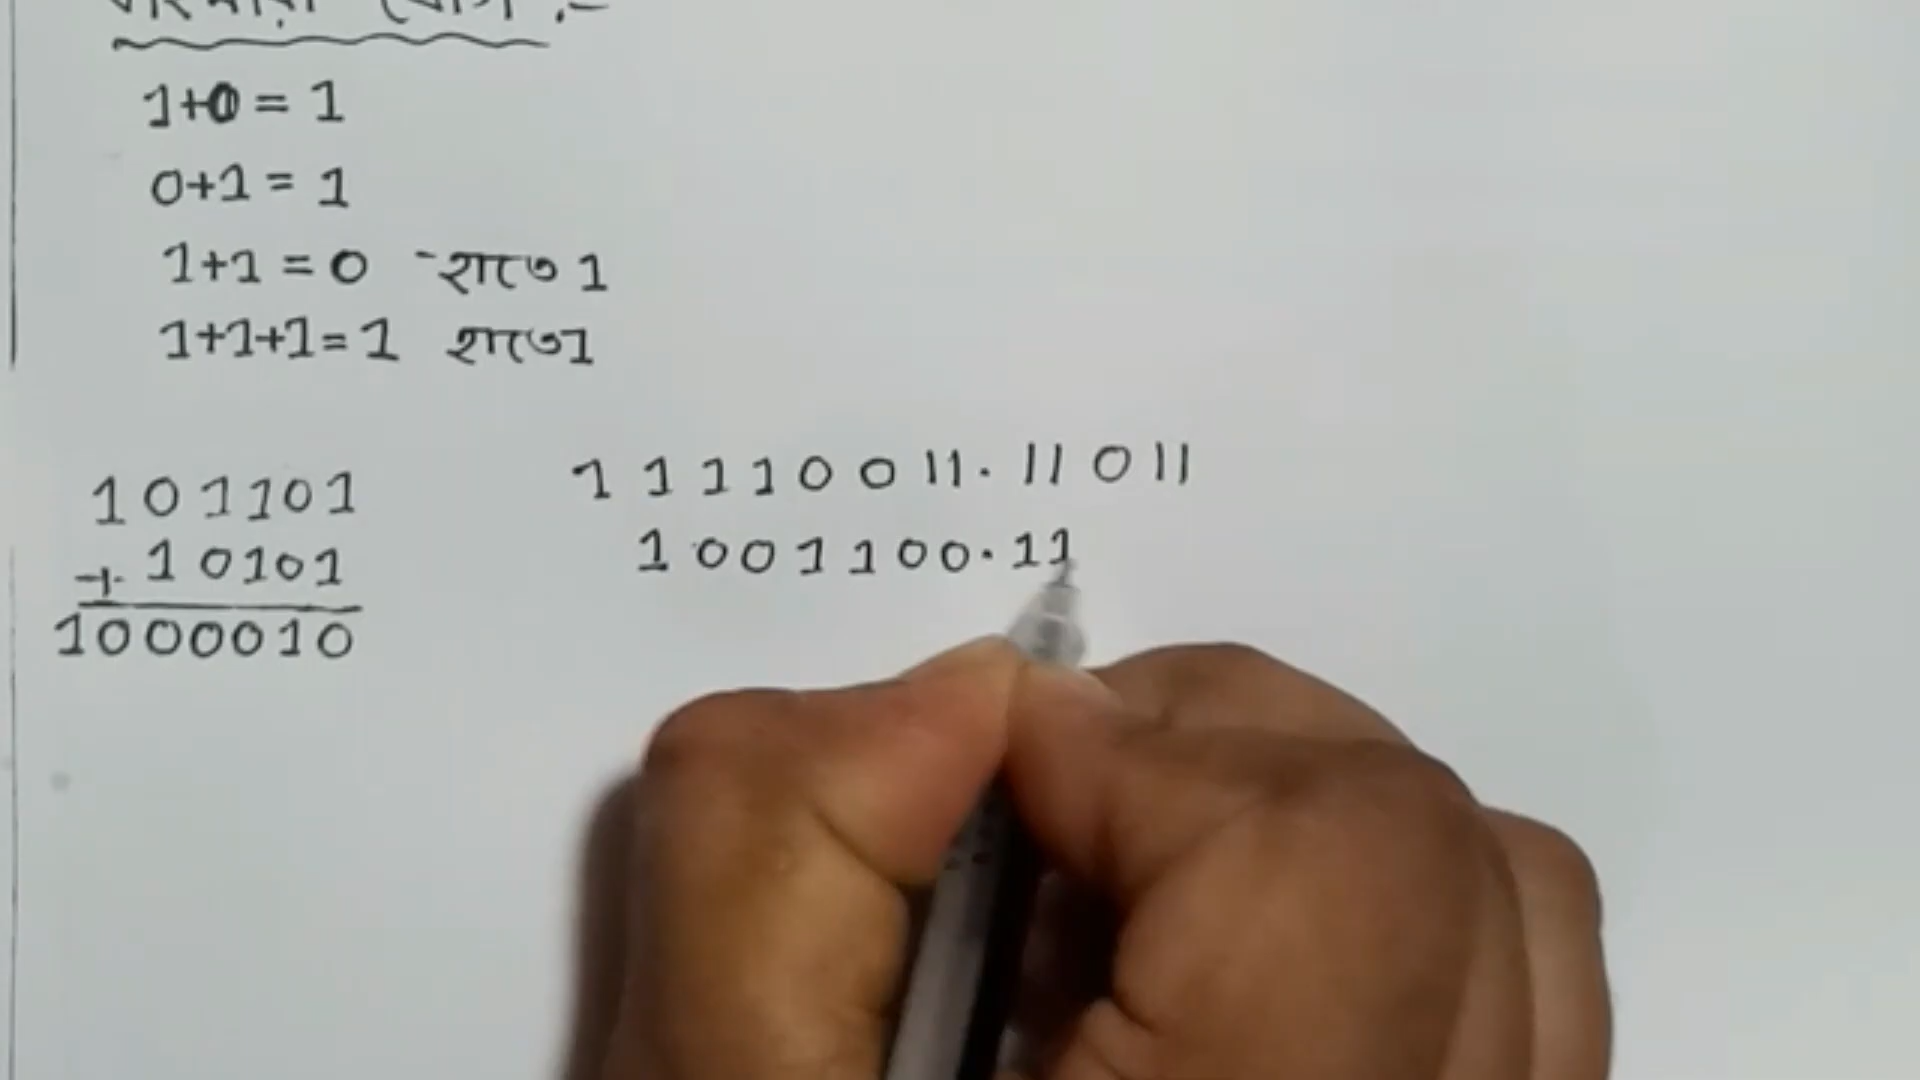 1+0 = 1
0+1 = 1
1+1 = 0 হাতে 1
1+1+1 = 1 হাতে 1
101101
+ 10101
1000010
11110011.11011
1001100.11